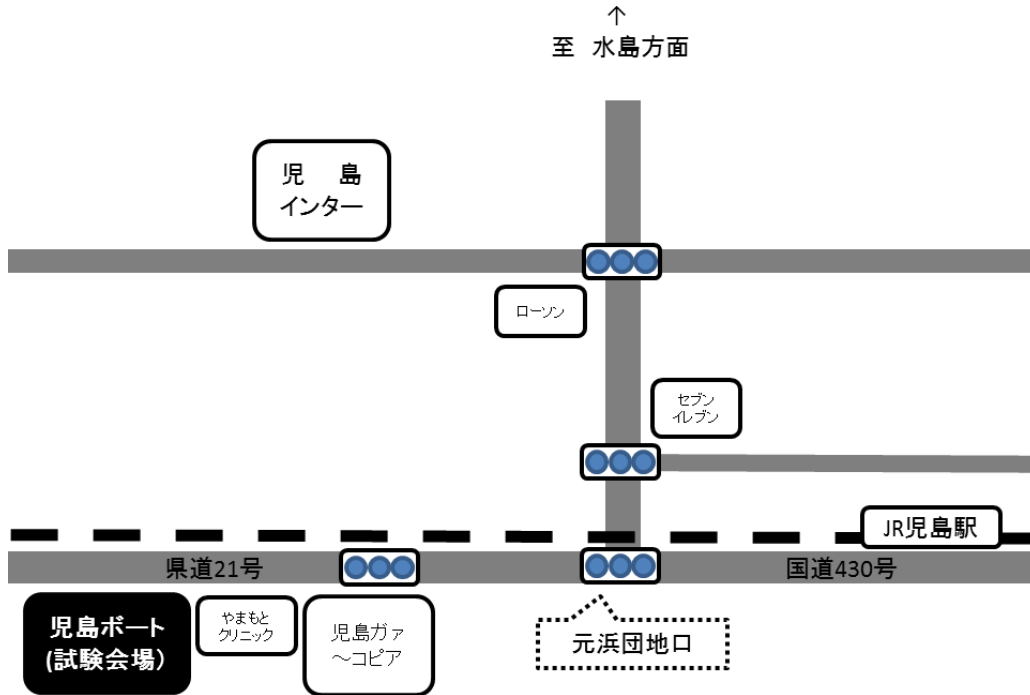 ↑
至 水島方面
児 島
インター
ローソン
セブン
イレブン
JR児島駅
県道21号
国道430号
児島ボート
(試験会場)
やまもと
クリニック
児島ガァ
～コピア
元浜団地口